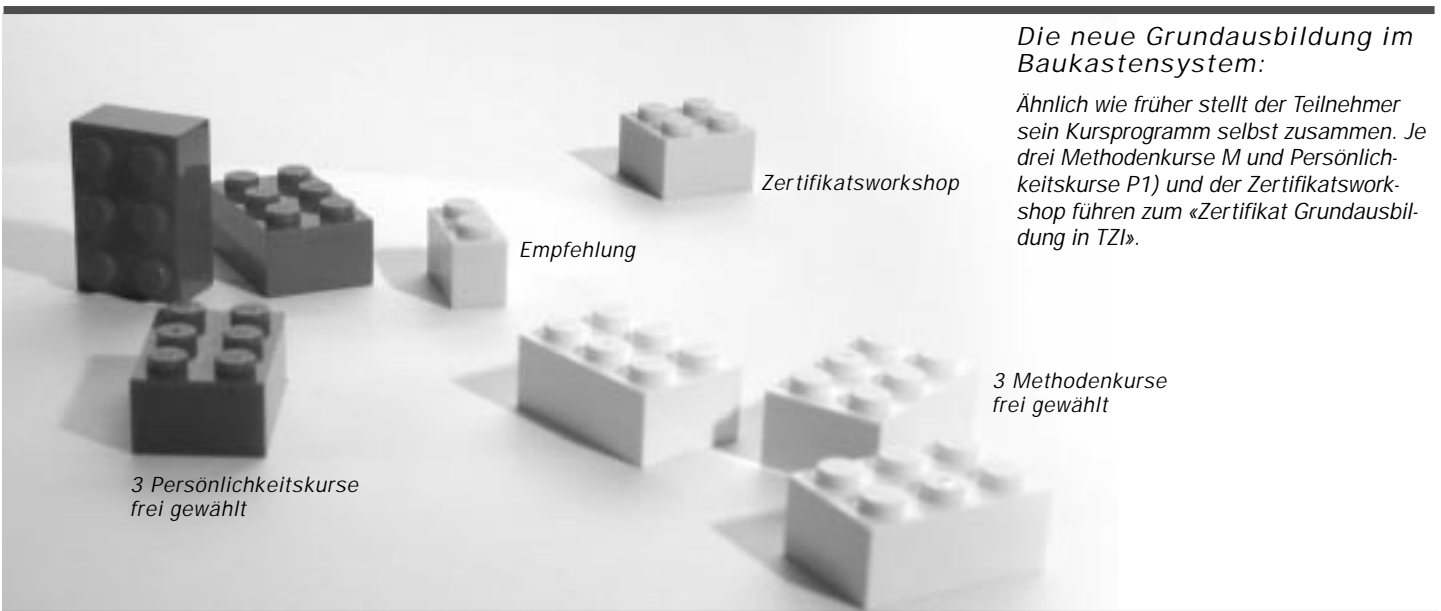 Die neue Grundausbildung im
Baukastensystem:
Ähnlich wie früher stellt der Teilnehmer
sein Kursprogramm selbst zusammen. Je
drei Methodenkurse M und Persönlich-
keitskurse P1) und der Zertifikatswork-
shop führen zum «Zertifikat Grundausbil-
dung in TZI».
Zertifikatsworkshop
Empfehlung
3 Methodenkurse
frei gewählt
3 Persönlichkeitskurse
frei gewählt